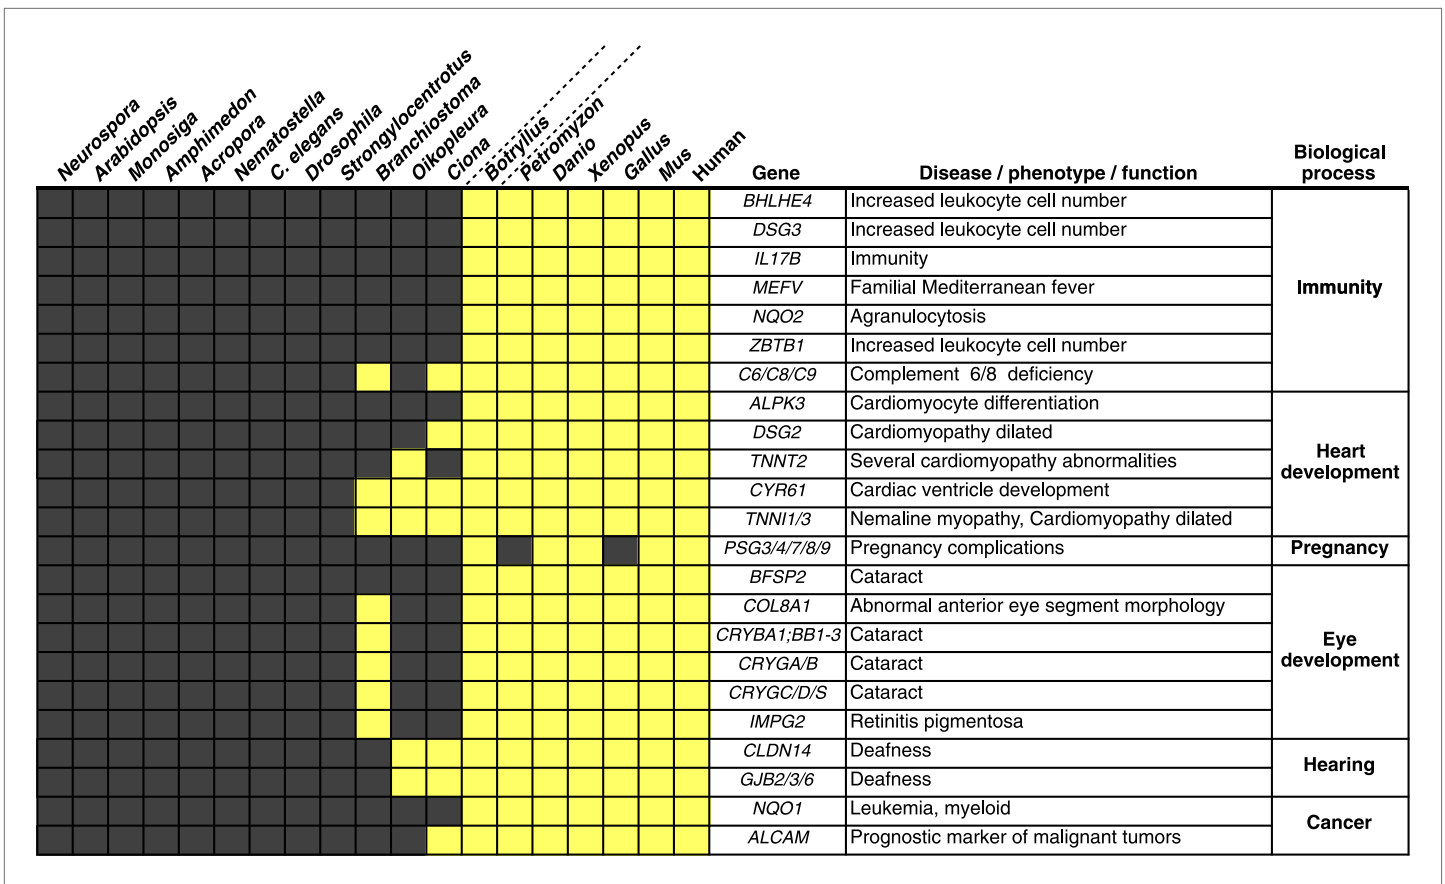 Neurospora
Arabidopsis
Monosiga
Amphimedon
Acropora
Nematostella
C. elegans
Drosophila
Strongylocentrotus
Branchiostoma
Oikopleura
Ciona
Botryllus
Petromyzon
Danio
Xenopus
Gallus
Mus
Human
Gene Disease / phenotype / function Biological
process
BHLHE4 Increased leukocyte cell number
DSG3 Increased leukocyte cell number
IL17B Immunity
MEFV Familial Mediterranean fever Immunity
NQO2 Agranulocytosis
ZBTB1 Increased leukocyte cell number
C6/C8/C9 Complement 6/8 deficiency
ALPK3 Cardiomyocyte differentiation
DSG2 Cardiomyopathy dilated
TNNT2 Several cardiomyopathy abnormalities Heart
development
CYR61 Cardiac ventricle development
TNNI1/3 Nemaline myopathy, Cardiomyopathy dilated
PSG3/4/7/8/9 Pregnancy complications Pregnancy
BFSP2 Cataract
COL8A1 Abnormal anterior eye segment morphology
CRYBA1;BB1-3 Cataract Eye
development
CRYGA/B Cataract
CRYGC/D/S Cataract
IMPG2 Retinitis pigmentosa
CLDN14 Deafness Hearing
GJB2/3/6 Deafness
NQO1 Leukemia, myeloid Cancer
ALCAM Prognostic marker of malignant tumors